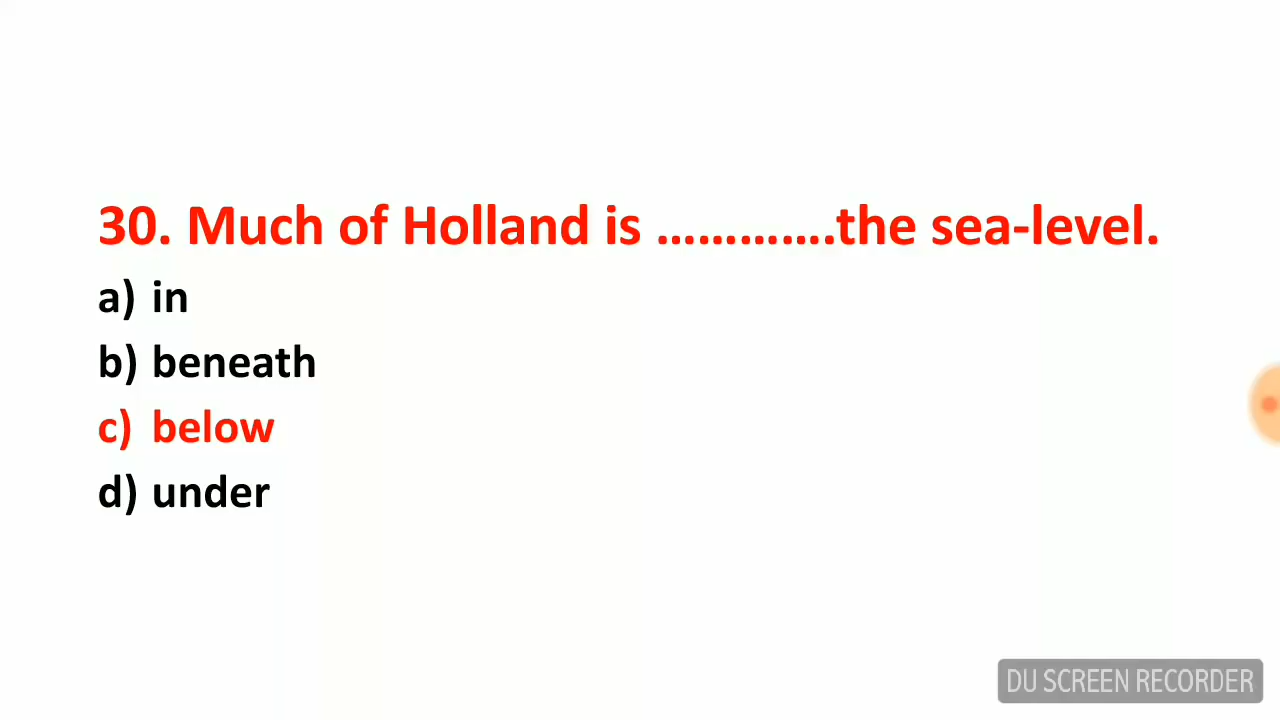 30. Much of Holland is ………….the sea-level.
a) in
b) beneath
c) below
d) under
DU SCREEN RECORDER